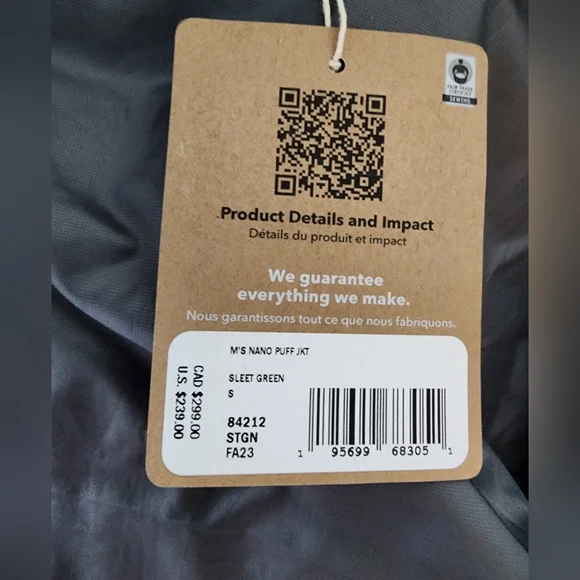 FAIR TRADE
CERTIFIED
SEWING
Product Details and Impact
Détails du produit et impact
We guarantee
everything we make.
Nous garantissons tout ce que nous fabriquons.
M'S NANO PUFF JKT
SLEET GREEN
S
84212
STGN
FA23
CAD $299.00
U.S. $239.00
1 95699 68305 1